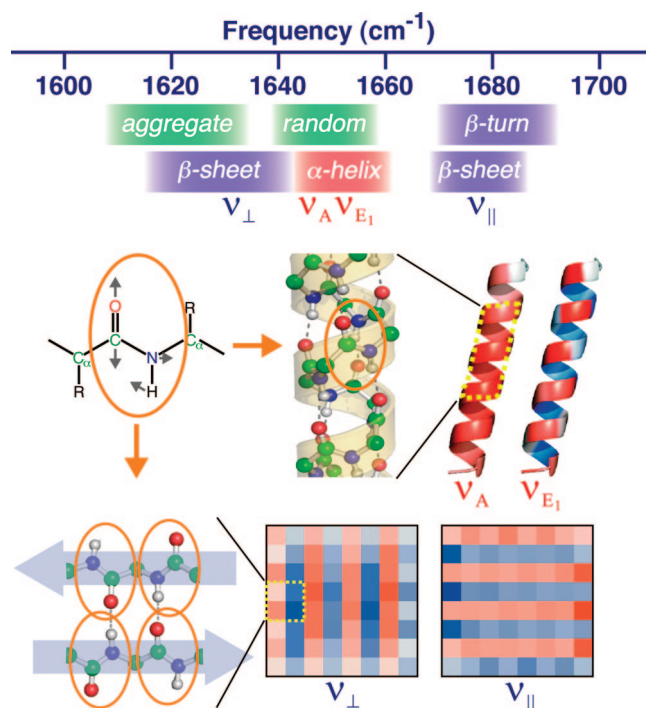 Frequency (cm⁻¹)
1600 1620 1640 1660 1680 1700
aggregate random β-turn
β-sheet α-helix β-sheet
ν⊥ νA νE₁ ν||
O R
C N Cα
Cα
R H
νA νE₁
ν⊥ ν||